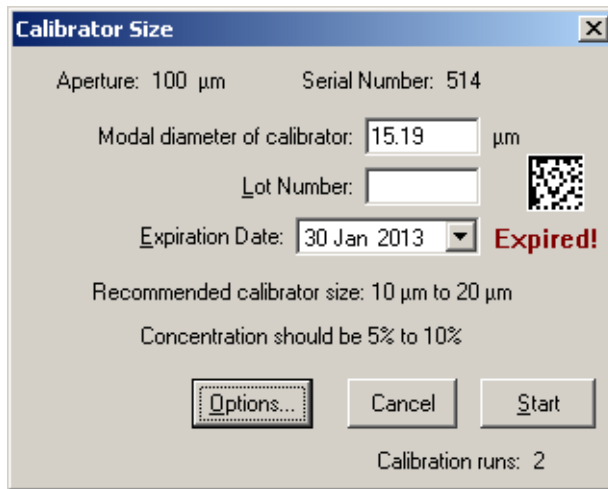 Calibrator Size
Aperture: 100 µm Serial Number: 514
Modal diameter of calibrator: 15.19 µm
Lot Number:
Expiration Date: 30 Jan 2013 Expired!
Recommended calibrator size: 10 µm to 20 µm
Concentration should be 5% to 10%
Options... Cancel Start
Calibration runs: 2